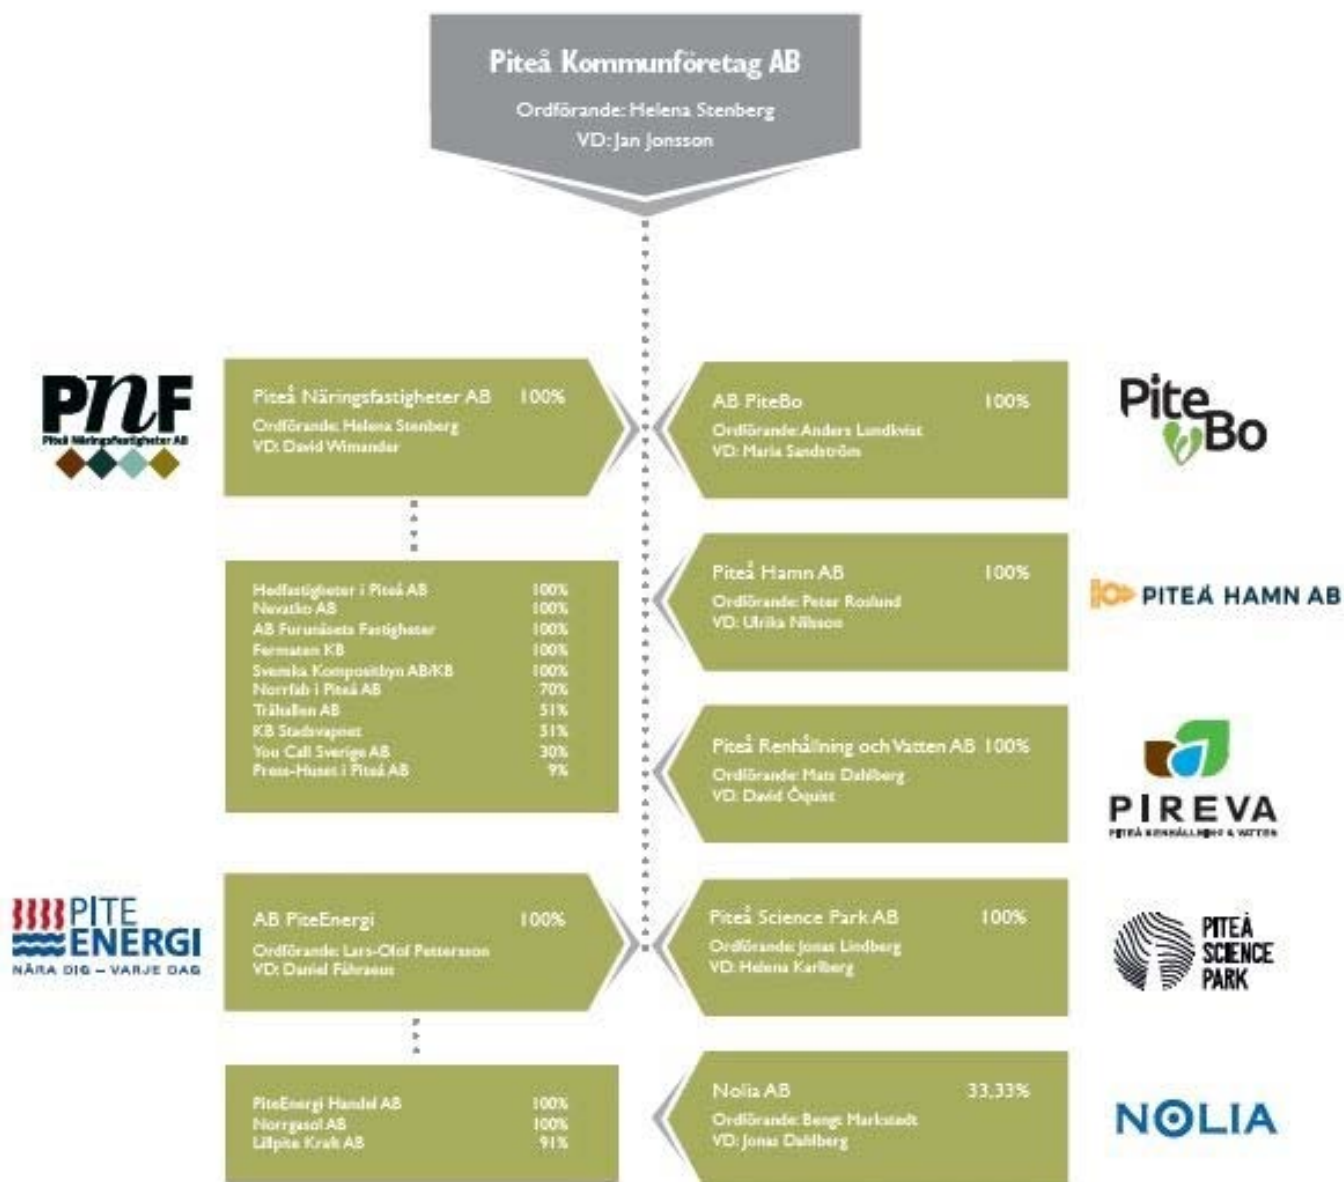 Piteå Kommunföretag AB
Ordförande: Helena Stenberg
VD: Jan Jonsson
PnF
Piteå Näringsfastigheter AB
Piteå Näringsfastigheter AB 100%
Ordförande: Helena Stenberg
VD: David Wimander
Hedfastigheter i Piteå AB 100%
Nevatko AB 100%
AB Furunäsets Fastigheter 100%
Fermaten KB 100%
Svenska Kompositbyn AB/KB 100%
Norrfab i Piteå AB 70%
Trähallen AB 51%
KB Stadsvapnet 51%
You Call Sverige AB 30%
Press-Huset i Piteå AB 9%
PITE
ENERGI
NÄRA DIG – VARJE DAG
AB PiteEnergi 100%
Ordförande: Lars-Olof Pettersson
VD: Daniel Fåhraeus
PiteEnergi Handel AB 100%
Norrgasol AB 100%
Lillpite Kraft AB 91%
AB PiteBo 100%
Ordförande: Anders Lundkvist
VD: Maria Sandström
Pite
Bo
Piteå Hamn AB 100%
Ordförande: Peter Roslund
VD: Ulrika Nilsson
PITEÅ HAMN AB
Piteå Renhållning och Vatten AB 100%
Ordförande: Mats Dahlberg
VD: David Öquist
PIREVA
PITEÅ RENHÅLLNING & VATTEN
Piteå Science Park AB 100%
Ordförande: Jonas Lindberg
VD: Helena Karlberg
PITEÅ
SCIENCE
PARK
Nolia AB 33,33%
Ordförande: Bengt Markstedt
VD: Jonas Dahlberg
NOLIA